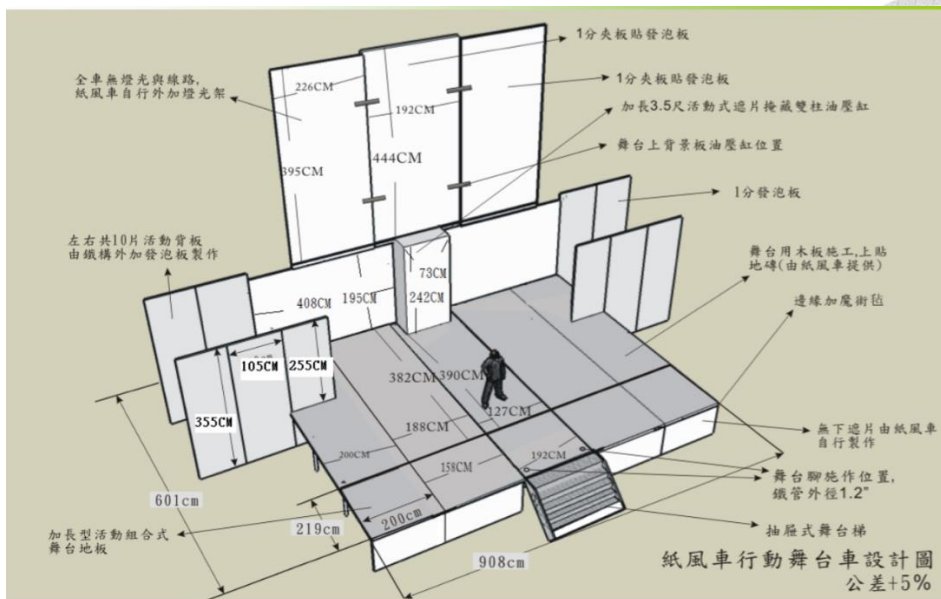 1分夾板貼發泡板
全車無燈光與線路,
紙風車自行外加燈光架
1分夾板貼發泡板
226CM
192CM
加長3.5尺活動式遮片掩藏雙柱油壓缸
444CM
舞台上背景板油壓缸位置
395CM
1分發泡板
左右共10片活動背板
由鐵構外加發泡板製作
舞台用木板施工,上貼
地磚(由紙風車提供)
73CM
195CM
242CM
408CM
邊緣加魔術毡
105CM
255CM
382CM
390CM
127CM
355CM
188CM
無下遮片由紙風車
自行製作
200CM
158CM
192CM
舞台腳施作位置,
鐵管外徑1.2"
601cm
200cm
219cm
加長型活動組合式
舞台地板
抽屜式舞台梯
908cm
紙風車行動舞台車設計圖
公差+5%